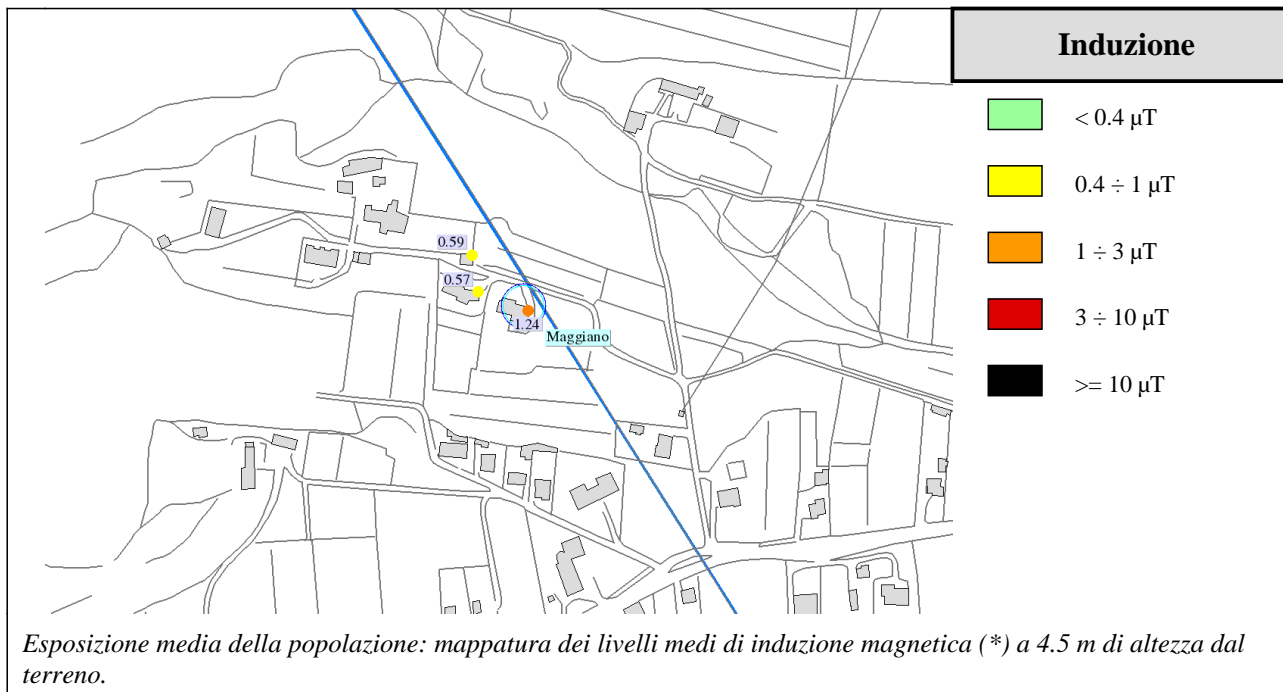 Induzione
< 0.4 µT
0.4 ÷ 1 µT
1 ÷ 3 µT
3 ÷ 10 µT
>= 10 µT
0.59
0.57
1.24
Maggiano
Esposizione media della popolazione: mappatura dei livelli medi di induzione magnetica (*) a 4.5 m di altezza dal
terreno.